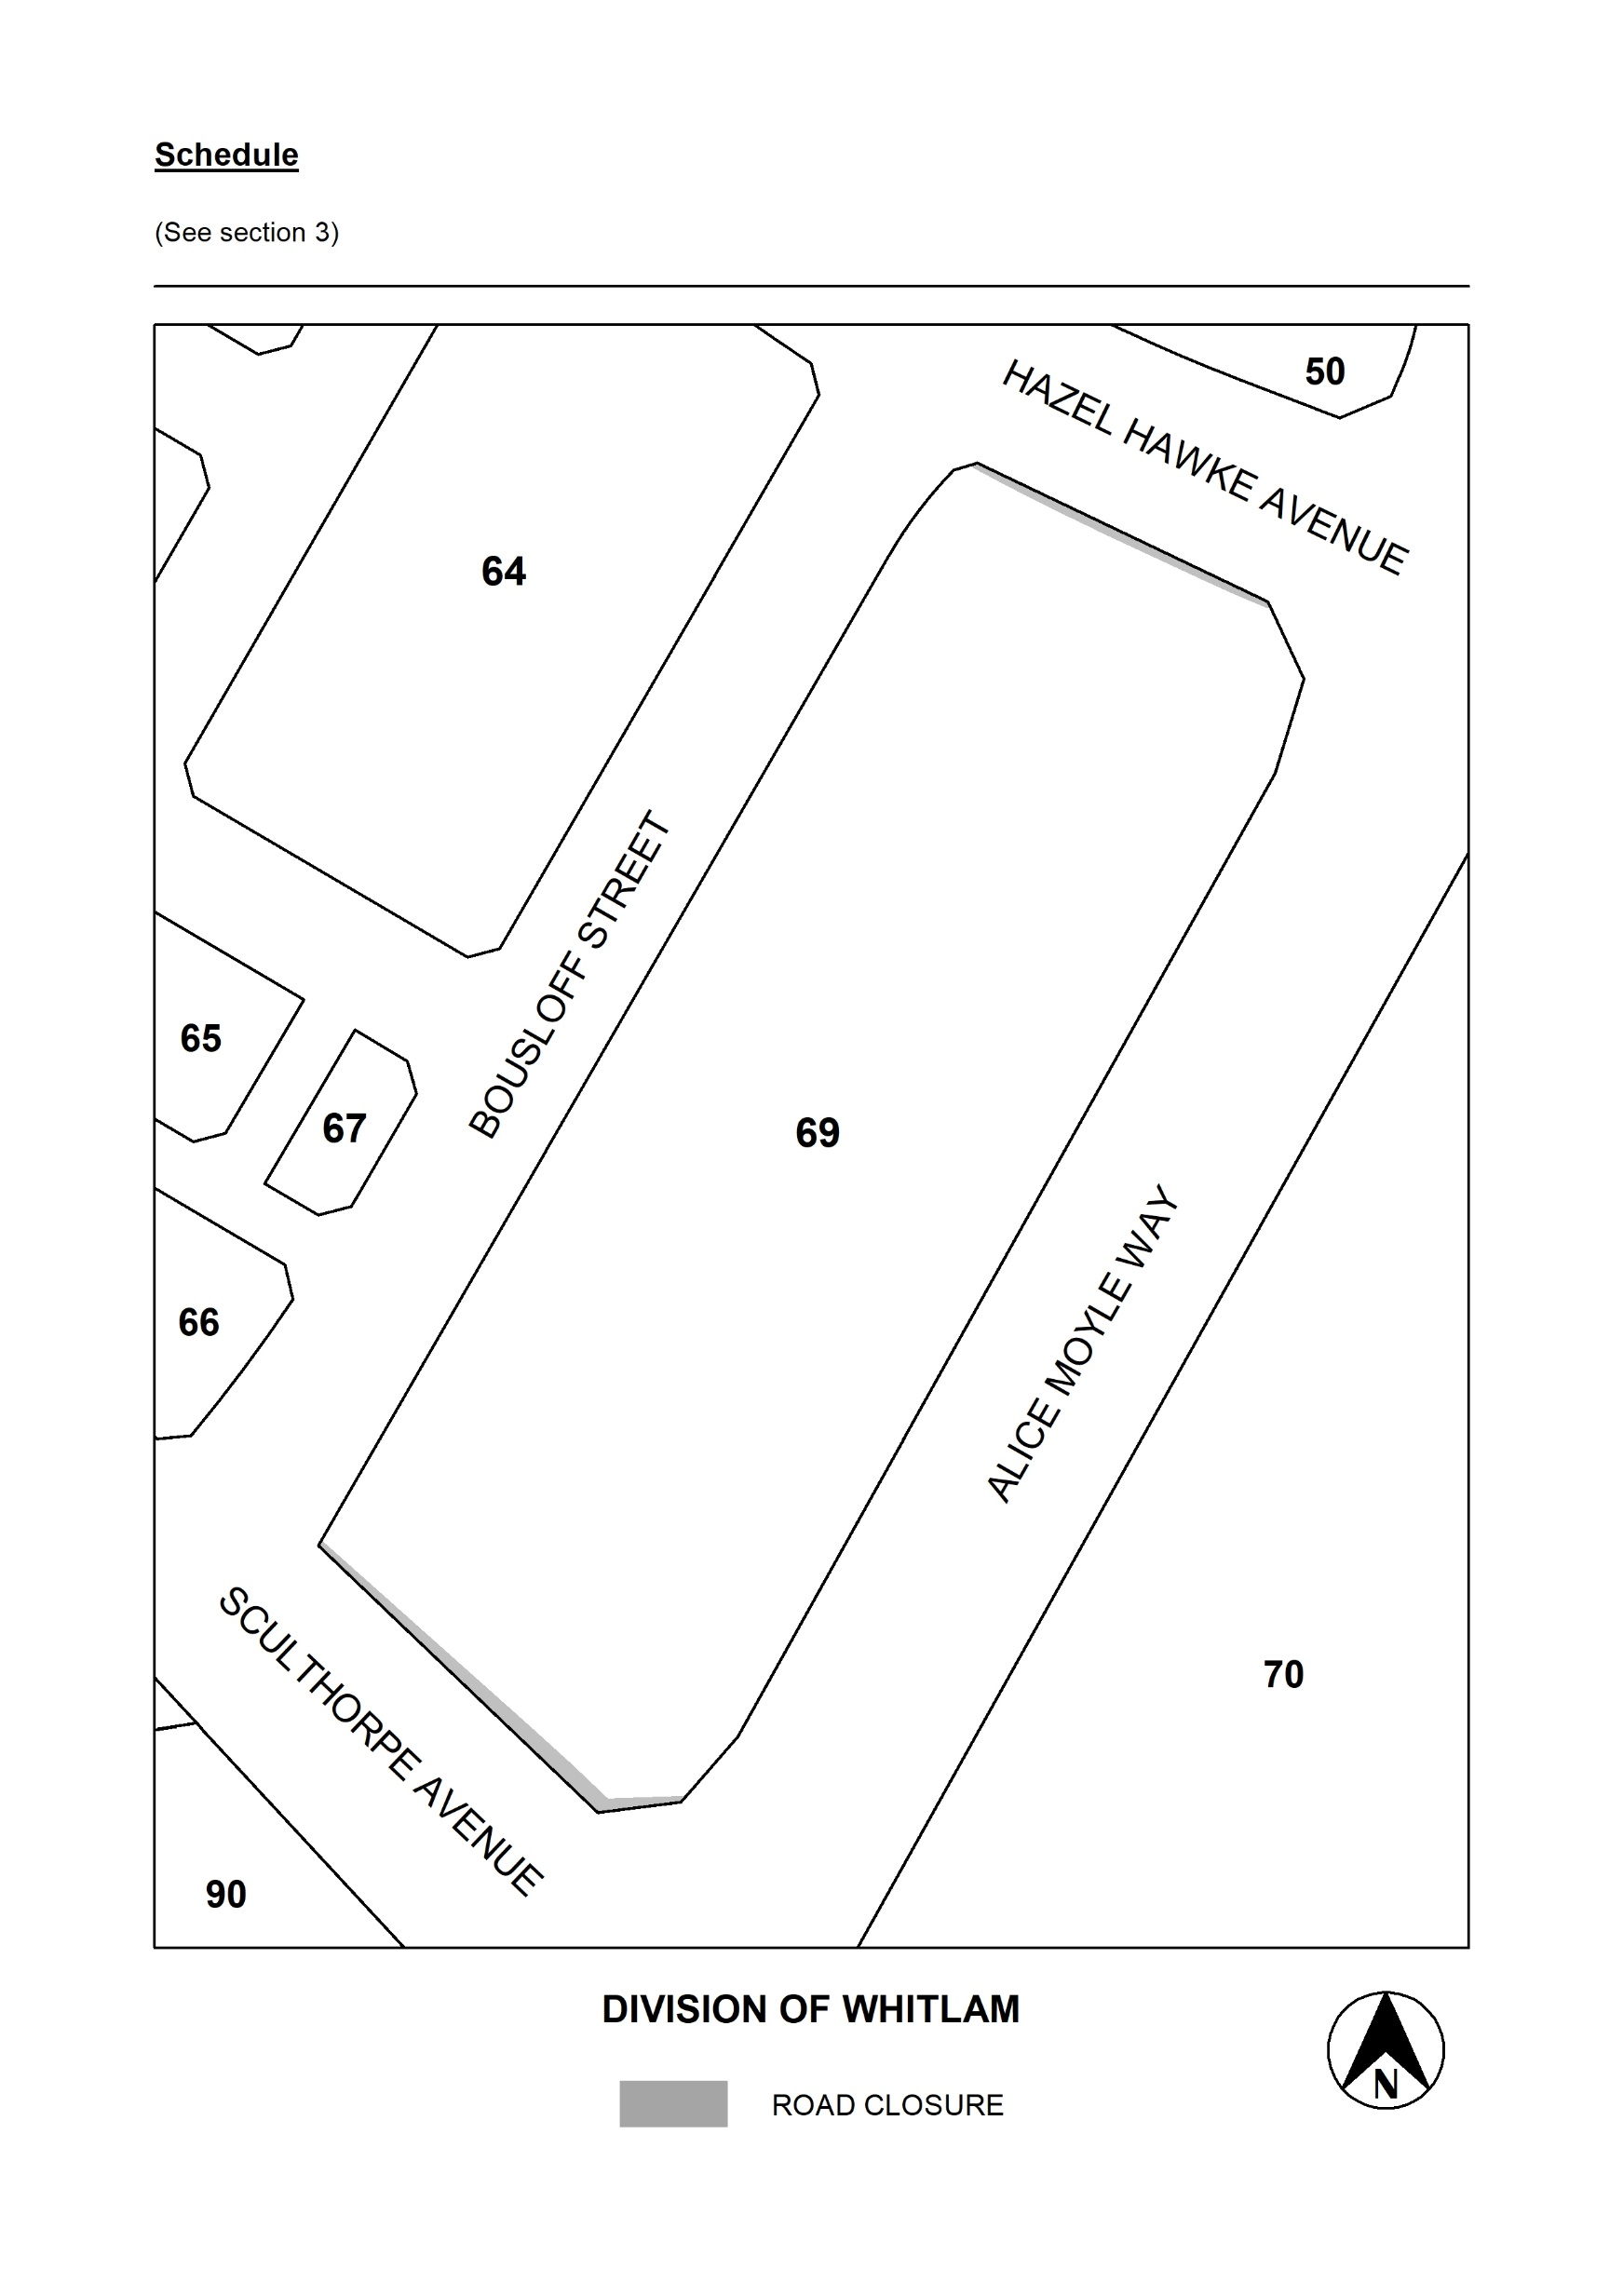 Schedule
(See section 3)
50
HAZEL HAWKE AVENUE
64
BOUSLOFF STREET
65
67
69
66
ALICE MOYLE WAY
SCULTHORPE AVENUE
70
90
DIVISION OF WHITLAM
ROAD CLOSURE
N